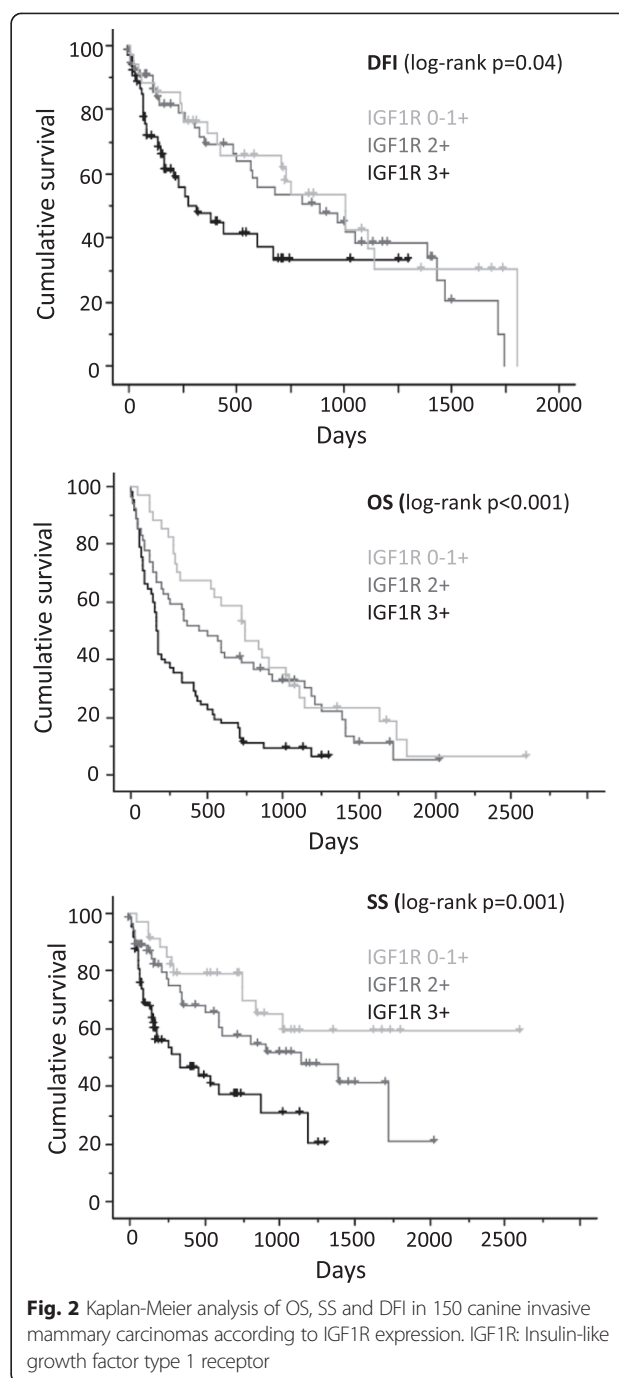 DFI (log-rank p=0.04)
IGF1R 0-1+
IGF1R 2+
IGF1R 3+
Cumulative survival
100
80
60
40
20
0
0 500 1000 1500 2000
Days
OS (log-rank p<0.001)
IGF1R 0-1+
IGF1R 2+
IGF1R 3+
Cumulative survival
100
80
60
40
20
0
0 500 1000 1500 2000 2500
Days
SS (log-rank p=0.001)
IGF1R 0-1+
IGF1R 2+
IGF1R 3+
Cumulative survival
100
80
60
40
20
0
0 500 1000 1500 2000 2500
Days
Fig. 2 Kaplan-Meier analysis of OS, SS and DFI in 150 canine invasive
mammary carcinomas according to IGF1R expression. IGF1R: Insulin-like
growth factor type 1 receptor